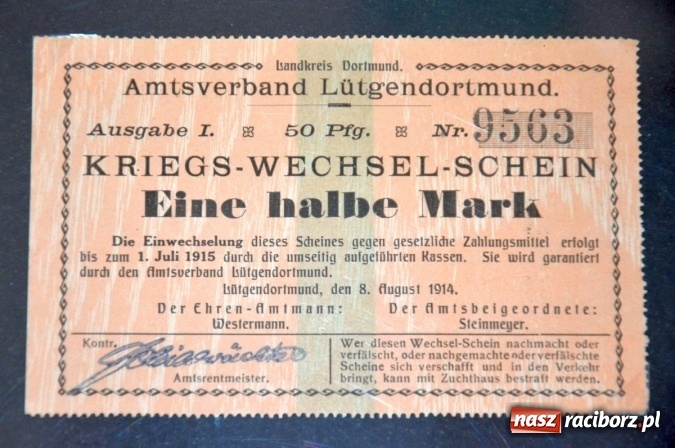 Landkreis Dortmund.
Amtsverband Lütgendortmund.
Ausgabe I. 50 Pfg. Nr. 9563
KRIEGS-WECHSEL-SCHEIN
Eine halbe Mark
Die Einwechselung dieses Scheines gegen gesetzliche Zahlungsmittel erfolgt
bis zum 1. Juli 1915 durch die umseitig aufgeführten Kassen. Sie wird garantiert
durch den Amtsverband Lütgendortmund.
Lütgendortmund, den 8. August 1914.
Der Ehren-Amtmann: Der Amtsbeigeordnete:
Westermann. Steinmeyer.
Kontr.
Amtsrentmeister.
Wer diesen Wechsel-Schein nachmacht oder
verfälscht, oder nachgemachte oder verfälschte
Scheine sich verschafft und in den Verkehr
bringt, kann mit Zuchthaus bestraft werden.
nasz raciborz.pl